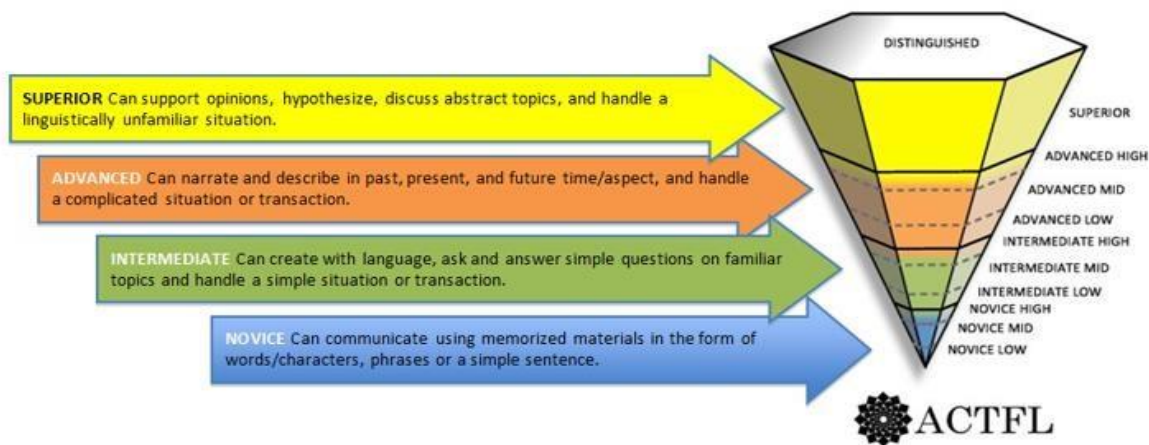 DISTINGUISHED
SUPERIOR Can support opinions, hypothesize, discuss abstract topics, and handle a
linguistically unfamiliar situation.
SUPERIOR
ADVANCED HIGH
ADVANCED Can narrate and describe in past, present, and future time/aspect, and handle
a complicated situation or transaction.
ADVANCED MID
ADVANCED LOW
INTERMEDIATE HIGH
INTERMEDIATE Can create with language, ask and answer simple questions on familiar
topics and handle a simple situation or transaction.
INTERMEDIATE MID
INTERMEDIATE LOW
NOVICE HIGH
NOVICE Can communicate using memorized materials in the form of
words/characters, phrases or a simple sentence.
NOVICE MID
NOVICE LOW
ACTFL